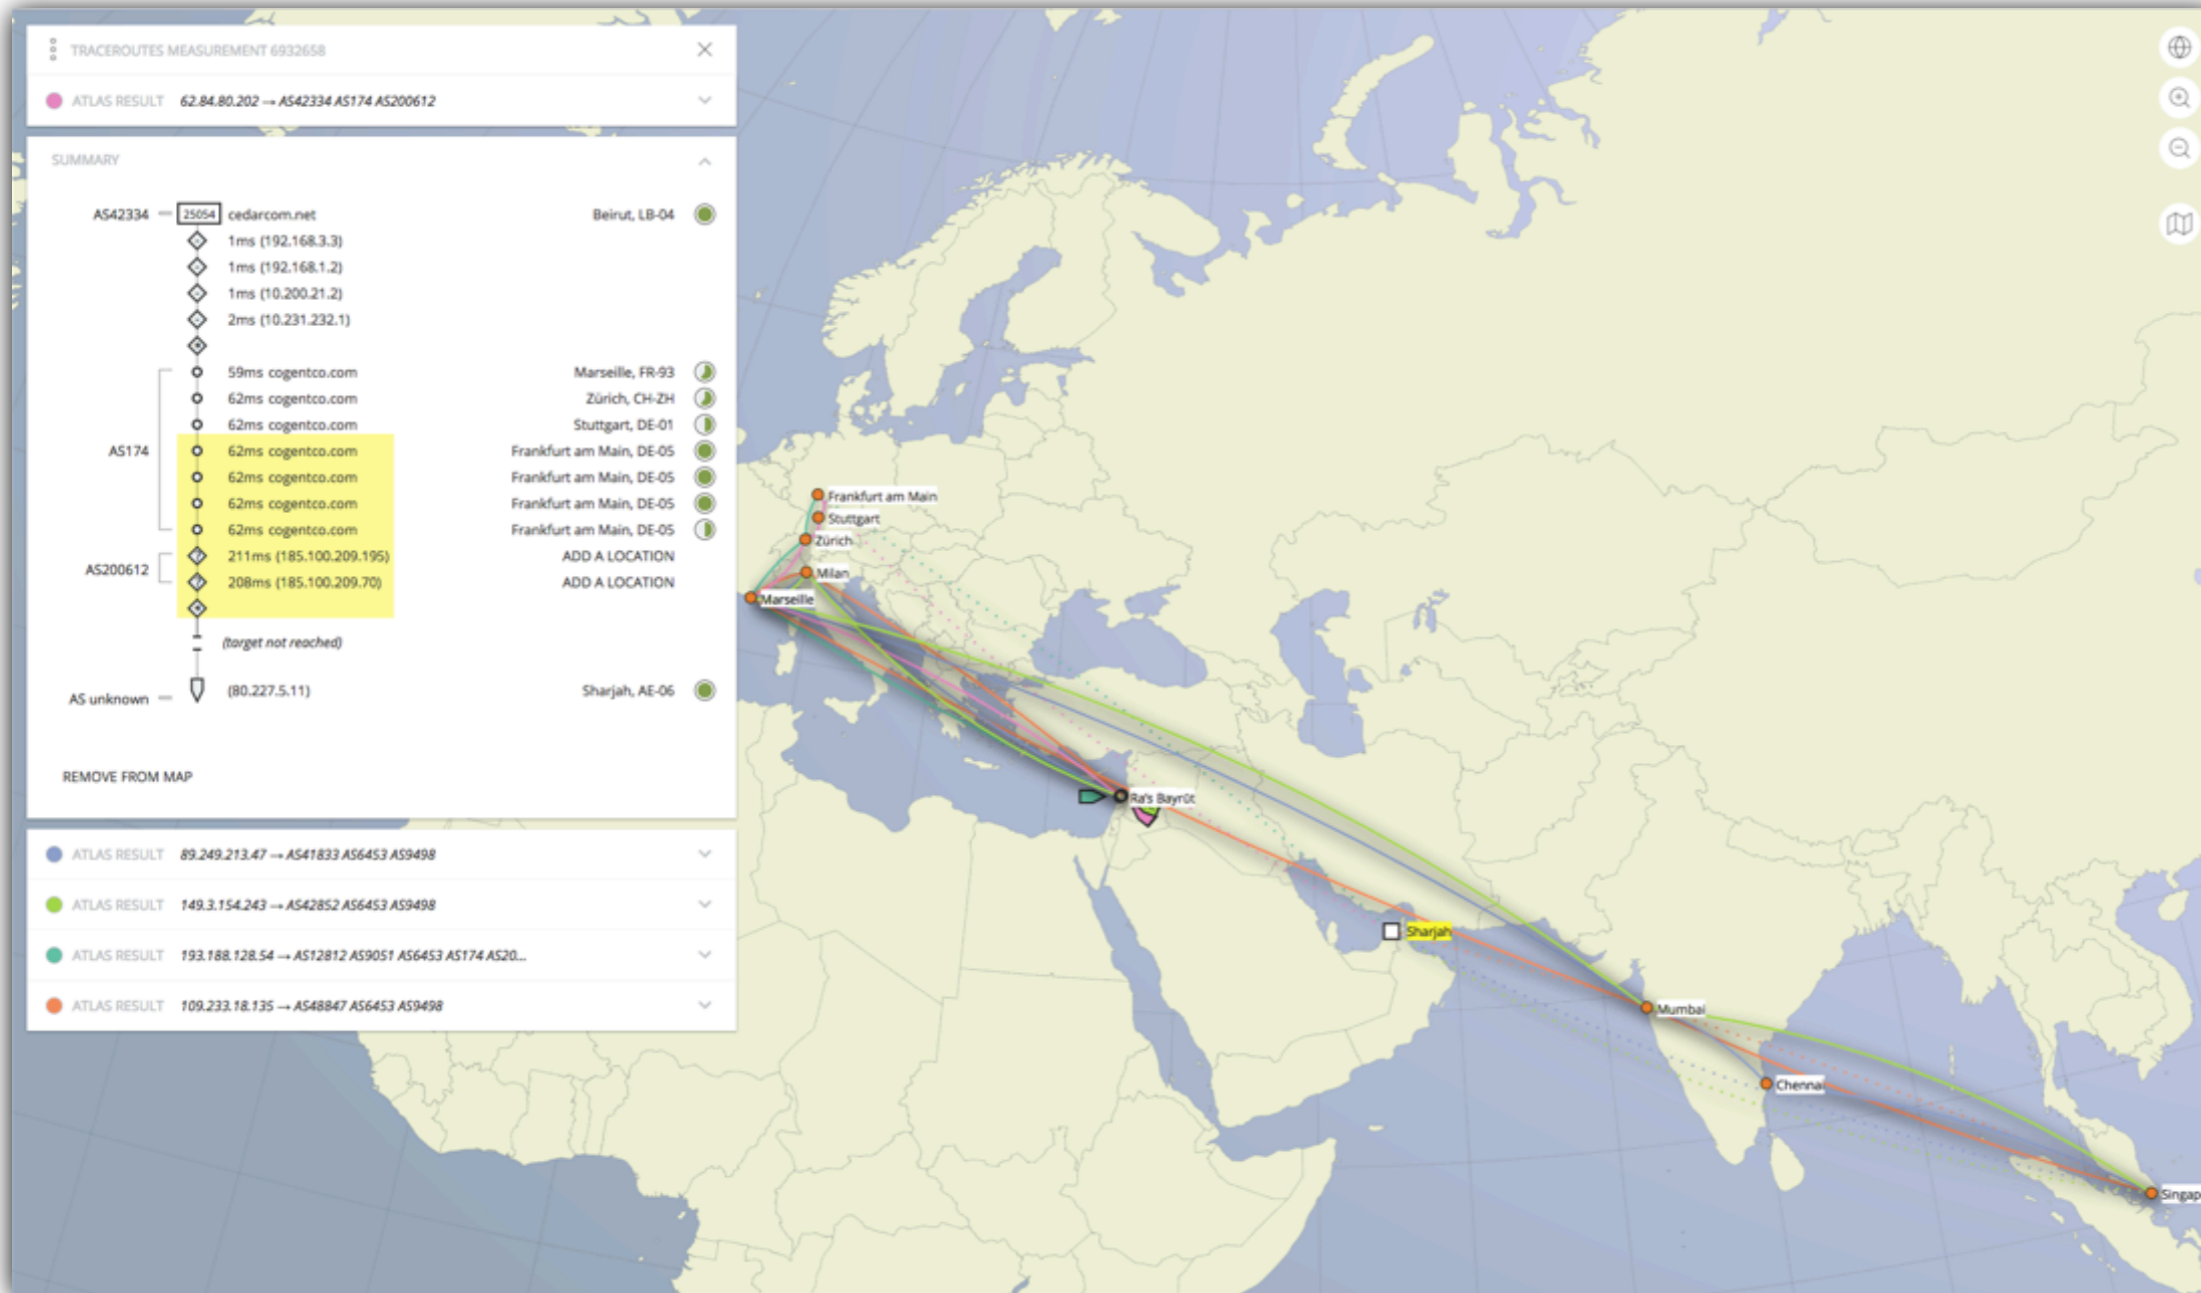 TRACEROUTES MEASUREMENT 6932658
ATLAS RESULT 62.84.80.202 → AS42334 AS174 AS200612
SUMMARY
AS42334 25054 cedarcom.net Beirut, LB-04
1ms (192.168.3.3)
1ms (192.168.1.2)
1ms (10.200.21.2)
2ms (10.231.232.1)
59ms cogentco.com Marseille, FR-93
62ms cogentco.com Zürich, CH-ZH
62ms cogentco.com Stuttgart, DE-01
AS174 62ms cogentco.com Frankfurt am Main, DE-05
62ms cogentco.com Frankfurt am Main, DE-05
62ms cogentco.com Frankfurt am Main, DE-05
62ms cogentco.com Frankfurt am Main, DE-05
211ms (185.100.209.195) ADD A LOCATION
AS200612
208ms (185.100.209.70) ADD A LOCATION
(target not reached)
AS unknown (80.227.5.11) Sharjah, AE-06
REMOVE FROM MAP
ATLAS RESULT 89.249.213.47 → AS41833 AS6453 AS9498
ATLAS RESULT 149.3.154.243 → AS42852 AS6453 AS9498
ATLAS RESULT 193.188.128.54 → AS12812 AS9051 AS6453 AS174 AS20...
ATLAS RESULT 109.233.18.135 → AS48847 AS6453 AS9498
Frankfurt am Main
Stuttgart
Zürich
Milan
Marseille
Ra's Bayrūt
Sharjah
Mumbai
Chennai
Singap